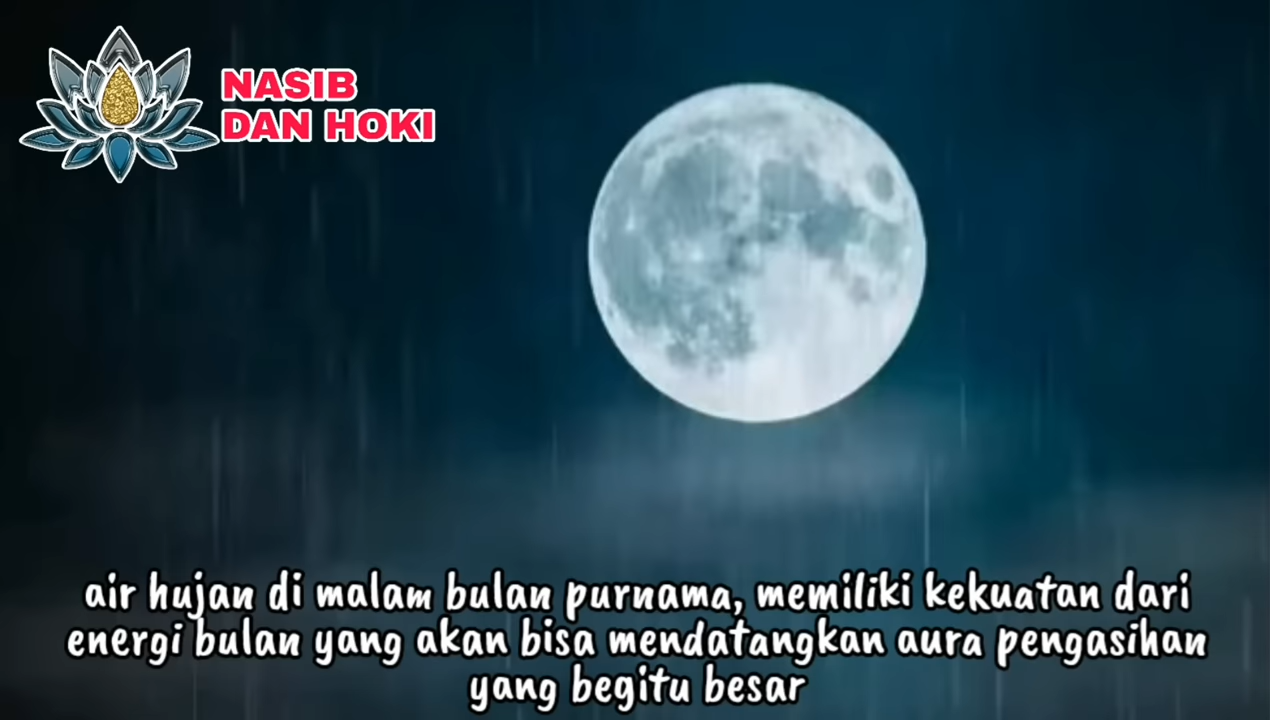 NASIB
DAN HOKI
air hujan di malam bulan purnama, memiliki kekuatan dari
energi bulan yang akan bisa mendatangkan aura pengasihan
yang begitu besar